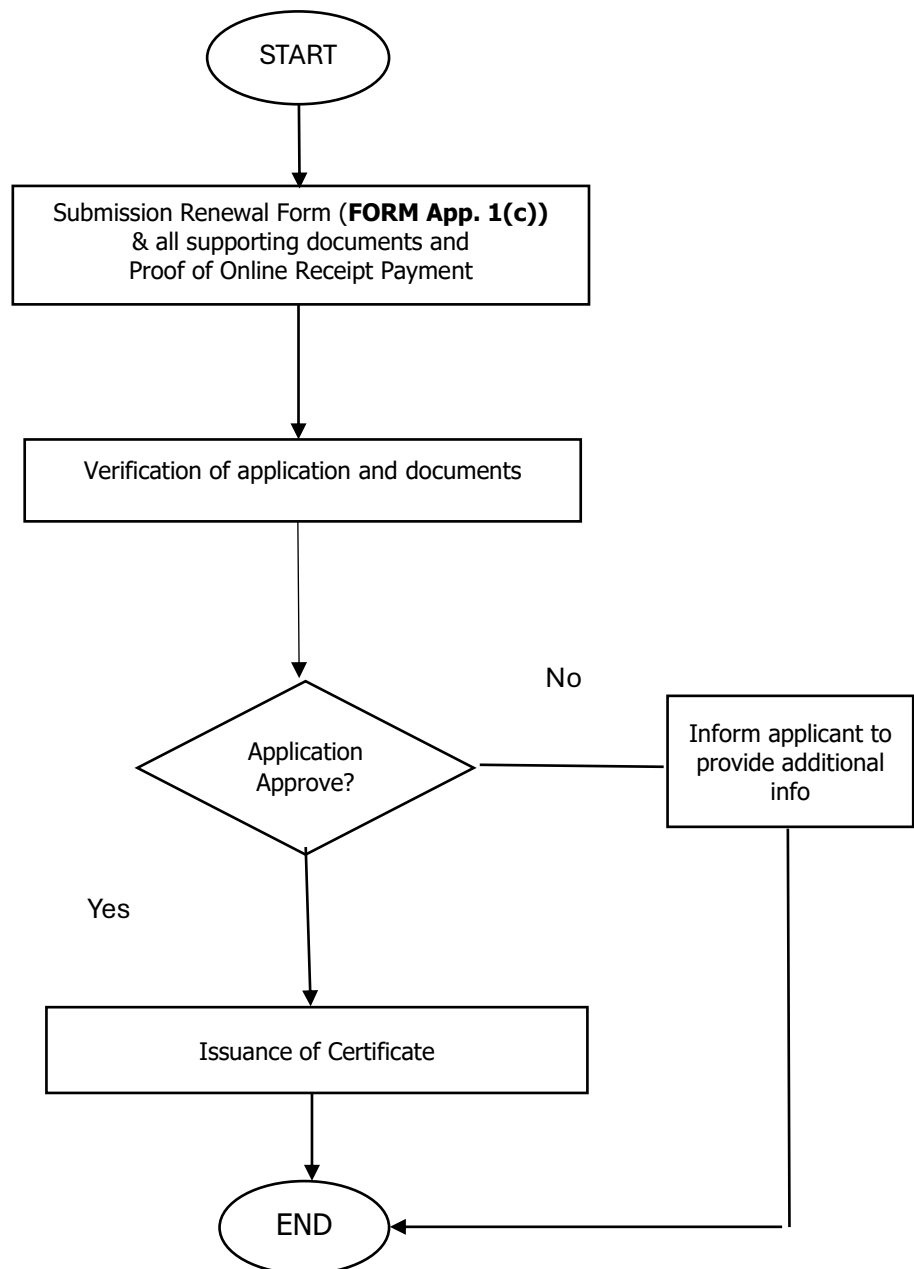 START
Submission Renewal Form (FORM App. 1(c))
& all supporting documents and
Proof of Online Receipt Payment
Verification of application and documents
No
Application
Approve?
Inform applicant to
provide additional
info
Yes
Issuance of Certificate
END